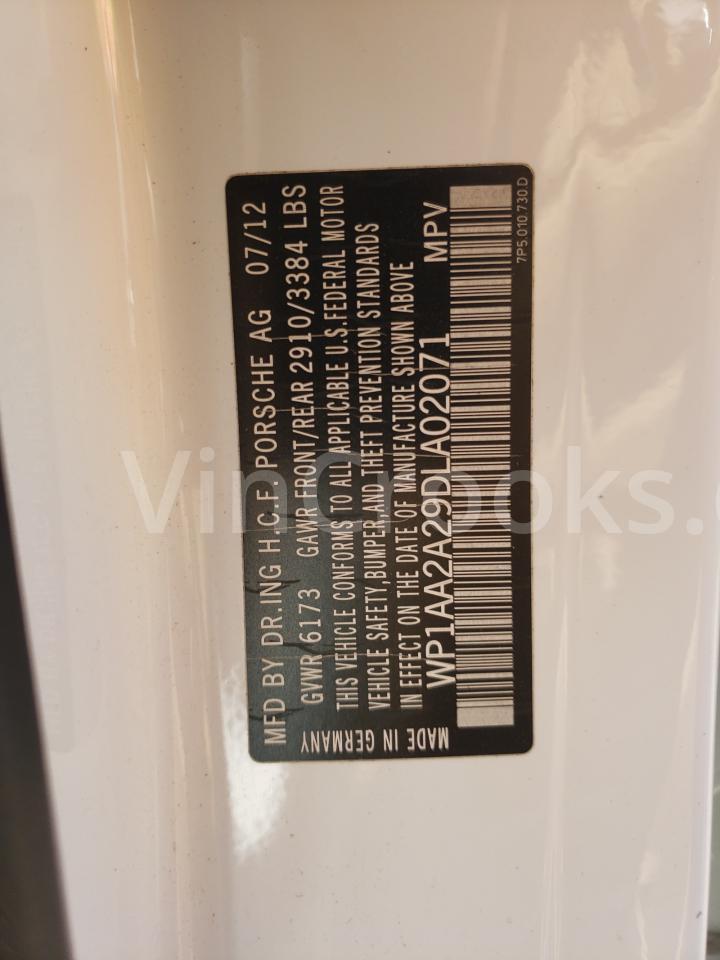 MFD BY DR.ING H.C.F. PORSCHE AG 07/12
GVWR 6173 GAWR FRONT/REAR 2910/3384 LBS
THIS VEHICLE CONFORMS TO ALL APPLICABLE U.S.FEDERAL MOTOR
VEHICLE SAFETY,BUMPER,AND THEFT PREVENTION STANDARDS
IN EFFECT ON THE DATE OF MANUFACTURE SHOWN ABOVE
WP1AA2A29DLA02071 MPV
MADE IN GERMANY
7P5.010.730.D
VinCrooks.